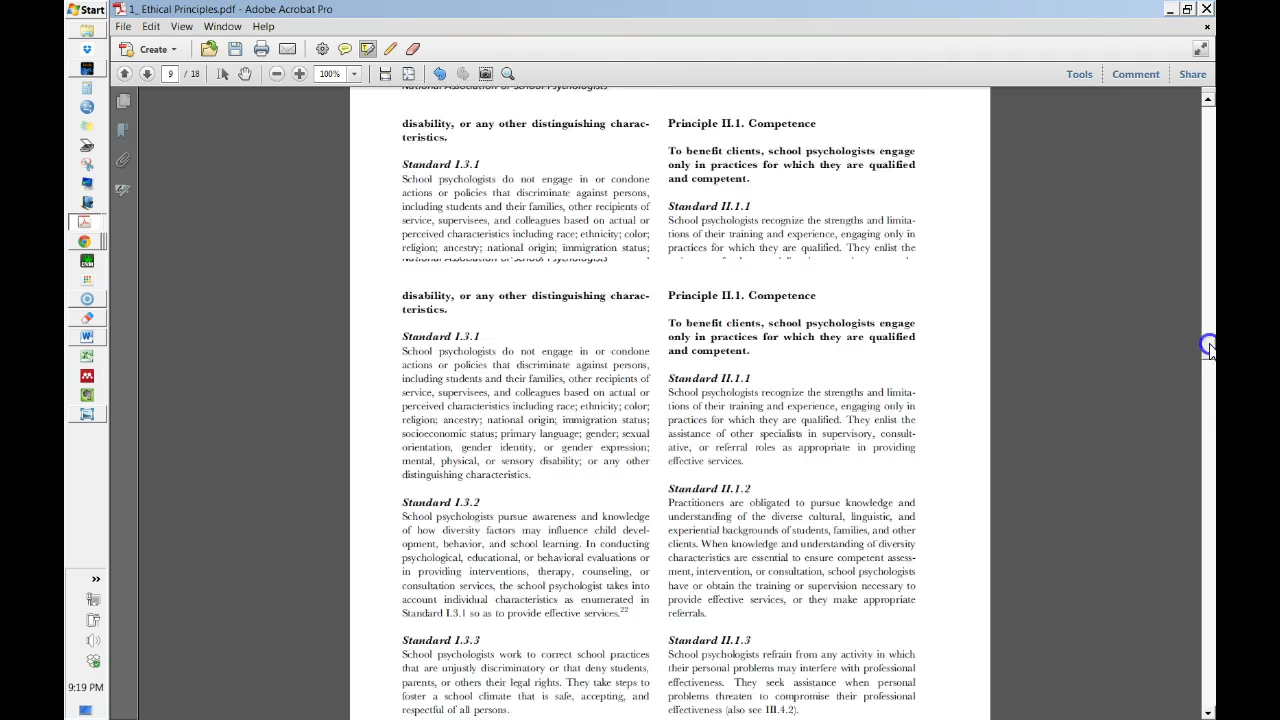 Start
1_ Ethical Principles.pdf - Adobe Acrobat Pro
File Edit View Window Help
Create
9 / 18
100%
Tools Comment Share
National Association of School Psychologists
disability, or any other distinguishing charac-
teristics.
Standard I.3.1
School psychologists do not engage in or condone
actions or policies that discriminate against persons,
including students and their families, other recipients of
service, supervisees, and colleagues based on actual or
perceived characteristics including race; ethnicity; color;
religion; ancestry; national origin; immigration status;
Principle II.1. Competence
To benefit clients, school psychologists engage
only in practices for which they are qualified
and competent.
Standard II.1.1
School psychologists recognize the strengths and limita-
tions of their training and experience, engaging only in
practices for which they are qualified. They enlist the
National Association of School Psychologists
disability, or any other distinguishing charac-
teristics.
Standard I.3.1
School psychologists do not engage in or condone
actions or policies that discriminate against persons,
including students and their families, other recipients of
service, supervisees, and colleagues based on actual or
perceived characteristics including race; ethnicity; color;
religion; ancestry; national origin; immigration status;
socioeconomic status; primary language; gender; sexual
orientation, gender identity, or gender expression;
mental, physical, or sensory disability; or any other
distinguishing characteristics.
Standard I.3.2
School psychologists pursue awareness and knowledge
of how diversity factors may influence child devel-
opment, behavior, and school learning. In conducting
psychological, educational, or behavioral evaluations or
in providing interventions, therapy, counseling, or
consultation services, the school psychologist takes into
account individual characteristics as enumerated in
Standard I.3.1 so as to provide effective services.22
Standard I.3.3
School psychologists work to correct school practices
that are unjustly discriminatory or that deny students,
parents, or others their legal rights. They take steps to
foster a school climate that is safe, accepting, and
respectful of all persons.
Principle II.1. Competence
To benefit clients, school psychologists engage
only in practices for which they are qualified
and competent.
Standard II.1.1
School psychologists recognize the strengths and limita-
tions of their training and experience, engaging only in
practices for which they are qualified. They enlist the
assistance of other specialists in supervisory, consult-
ative, or referral roles as appropriate in providing
effective services.
Standard II.1.2
Practitioners are obligated to pursue knowledge and
understanding of the diverse cultural, linguistic, and
experiential backgrounds of students, families, and other
clients. When knowledge and understanding of diversity
characteristics are essential to ensure competent assess-
ment, intervention, or consultation, school psychologists
have or obtain the training or supervision necessary to
provide effective services, or they make appropriate
referrals.
Standard II.1.3
School psychologists refrain from any activity in which
their personal problems may interfere with professional
effectiveness. They seek assistance when personal
problems threaten to compromise their professional
effectiveness (also see III.4.2).
9:19 PM